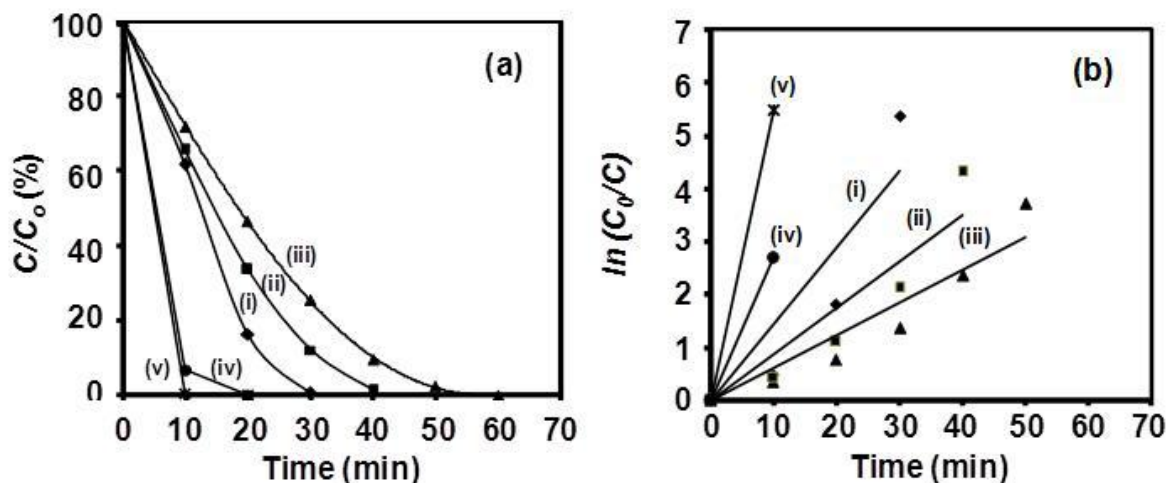 (a)
C/Co (%)
100
80
60
40
20
0
(iii)
(ii)
(i)
(v)
(iv)
0 10 20 30 40 50 60 70
Time (min)
(b)
ln (C0/C)
7
6
5
4
3
2
1
0
(v)
(i)
(iv)
(ii)
(iii)
0 10 20 30 40 50 60 70
Time (min)